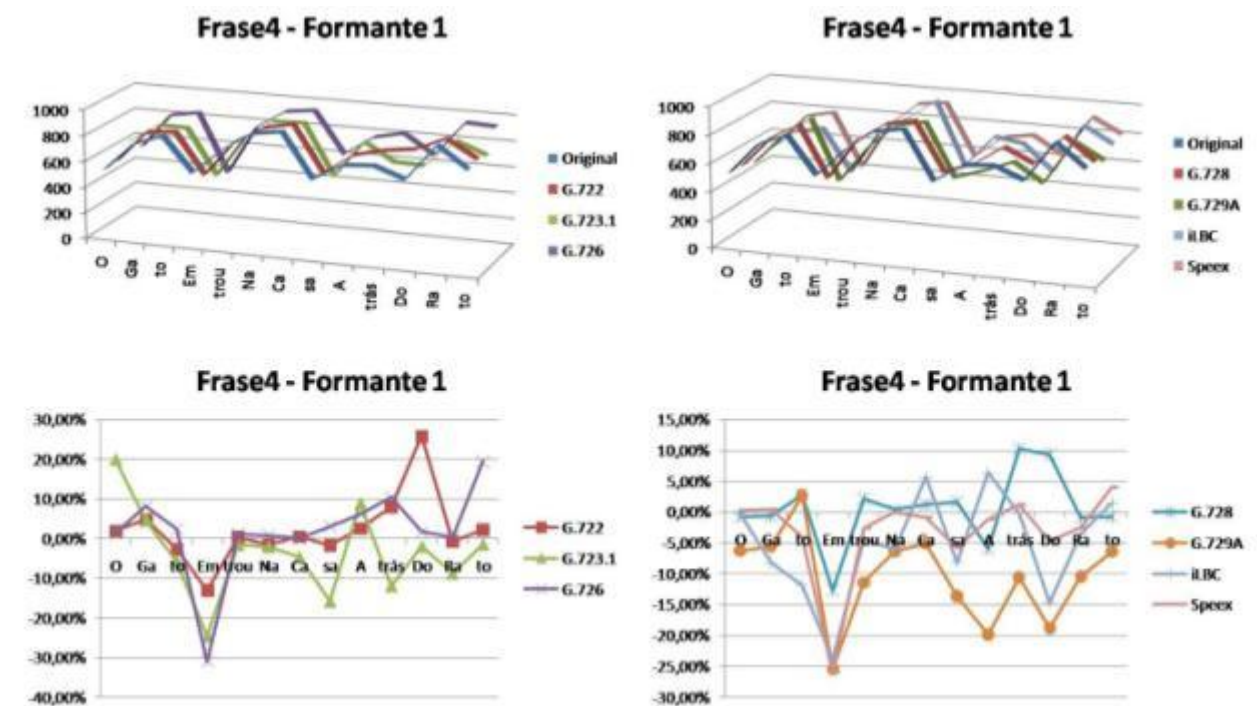 Frase4 - Formante 1
1000
800
600
400
200
0
O
Ga
to
Em
trou
Na
Ca
sa
A
trás
Do
Ra
to
Original
G.722
G.723.1
G.726
Frase4 - Formante 1
1000
800
600
400
200
0
O
Ga
to
Em
trou
Na
Ca
sa
A
trás
Do
Ra
to
Original
G.728
G.729A
iLBC
Speex
Frase4 - Formante 1
30,00%
20,00%
10,00%
0,00%
-10,00%
-20,00%
-30,00%
-40,00%
O Ga to Em trou Na Ca sa A trás Do Ra to
G.722
G.723.1
G.726
Frase4 - Formante 1
15,00%
10,00%
5,00%
0,00%
-5,00%
-10,00%
-15,00%
-20,00%
-25,00%
-30,00%
O Ga to Em trou Na Ca sa A trás Do Ra to
G.728
G.729A
iLBC
Speex